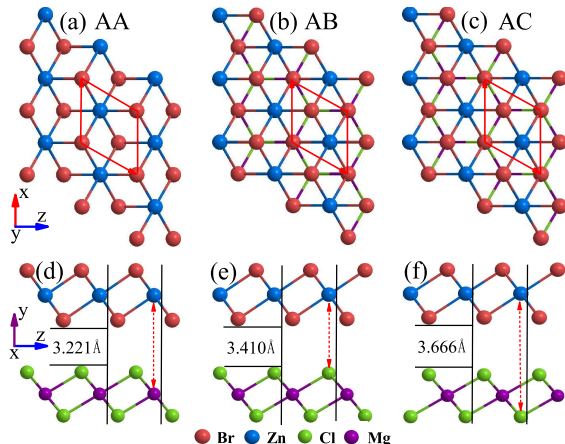 (a) AA (b) AB (c) AC
x
y z
(d) (e) (f)
y
x z
3.221Å 3.410Å 3.666Å
Br Zn Cl Mg